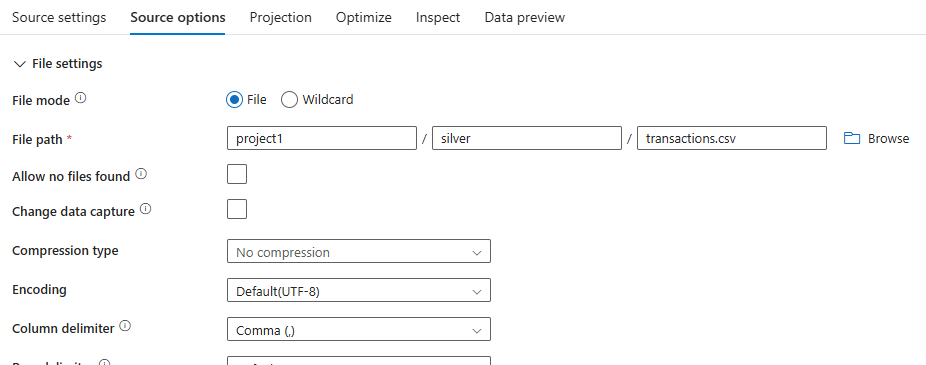 Source settings Source options Projection Optimize Inspect Data preview
File settings
File mode File Wildcard
File path * project1 / silver / transactions.csv Browse
Allow no files found
Change data capture
Compression type No compression
Encoding Default(UTF-8)
Column delimiter Comma (,)